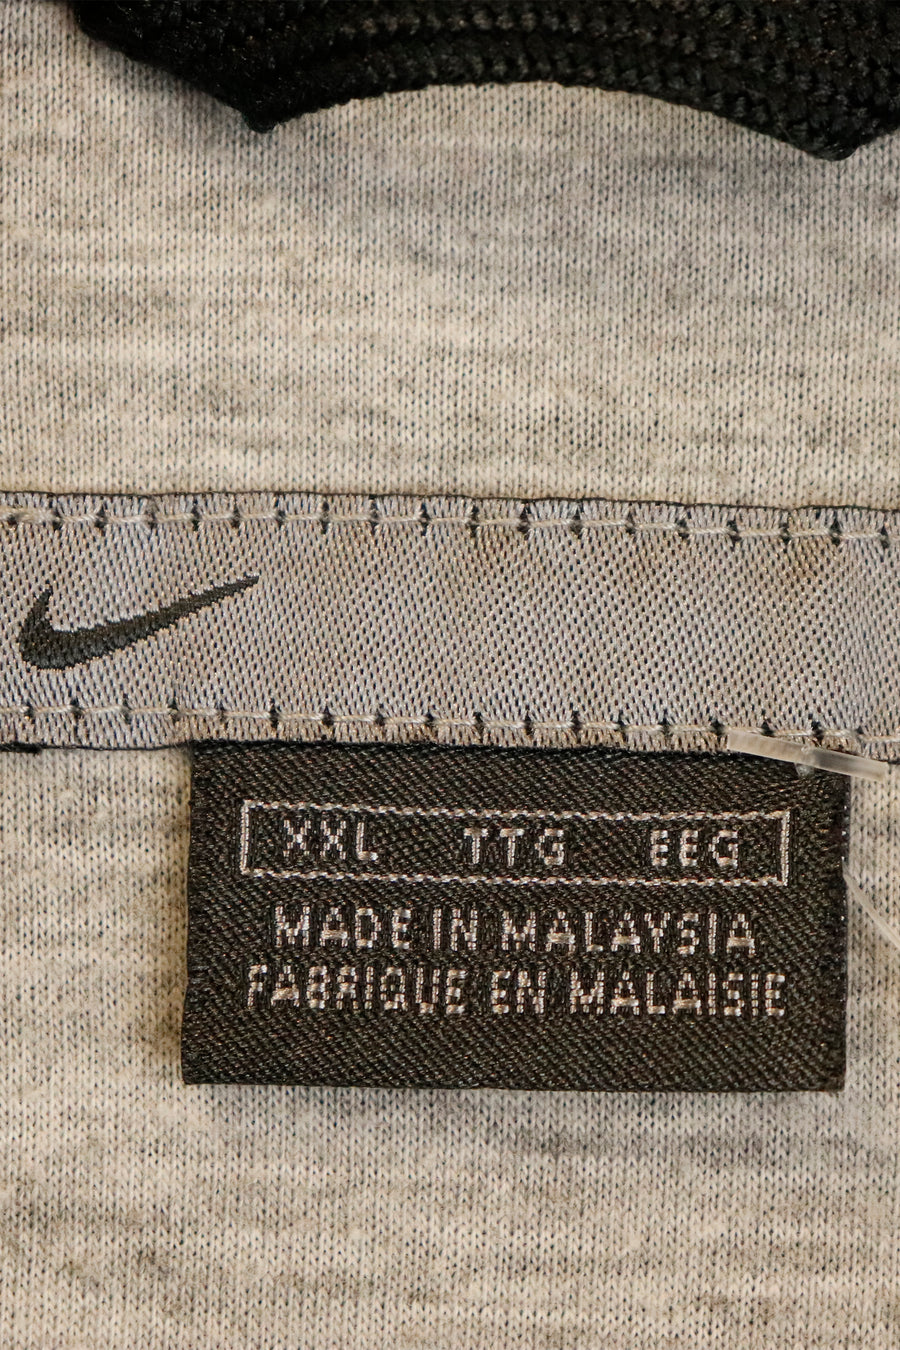 XXL TTG EEG
MADE IN MALAYSIA
FABRIQUE EN MALAISIE